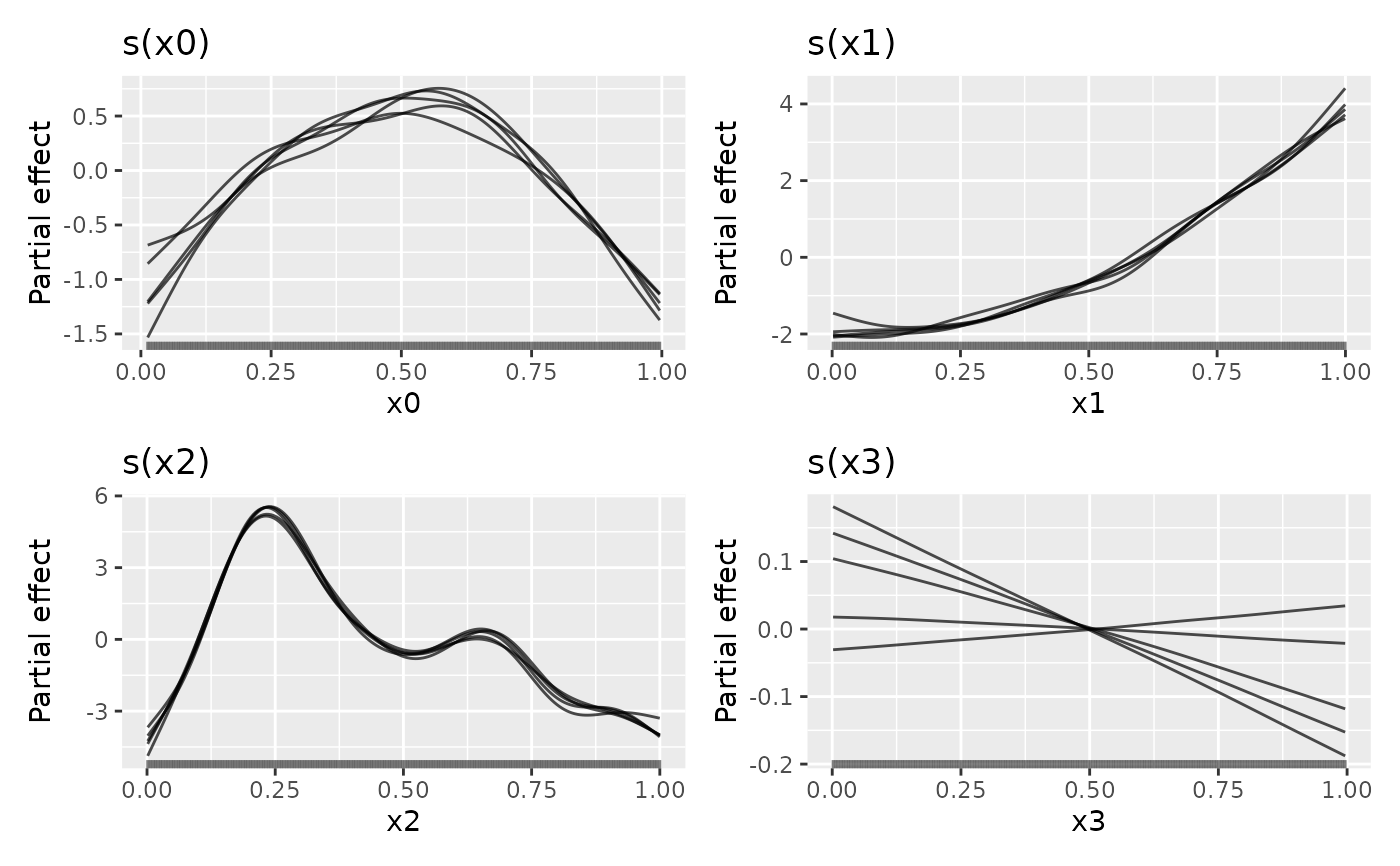 s(x0)
Partial effect
0.5
0.0
-0.5
-1.0
-1.5
0.00 0.25 0.50 0.75 1.00
x0
s(x1)
Partial effect
4
2
0
-2
0.00 0.25 0.50 0.75 1.00
x1
s(x2)
Partial effect
6
3
0
-3
0.00 0.25 0.50 0.75 1.00
x2
s(x3)
Partial effect
0.1
0.0
-0.1
-0.2
0.00 0.25 0.50 0.75 1.00
x3